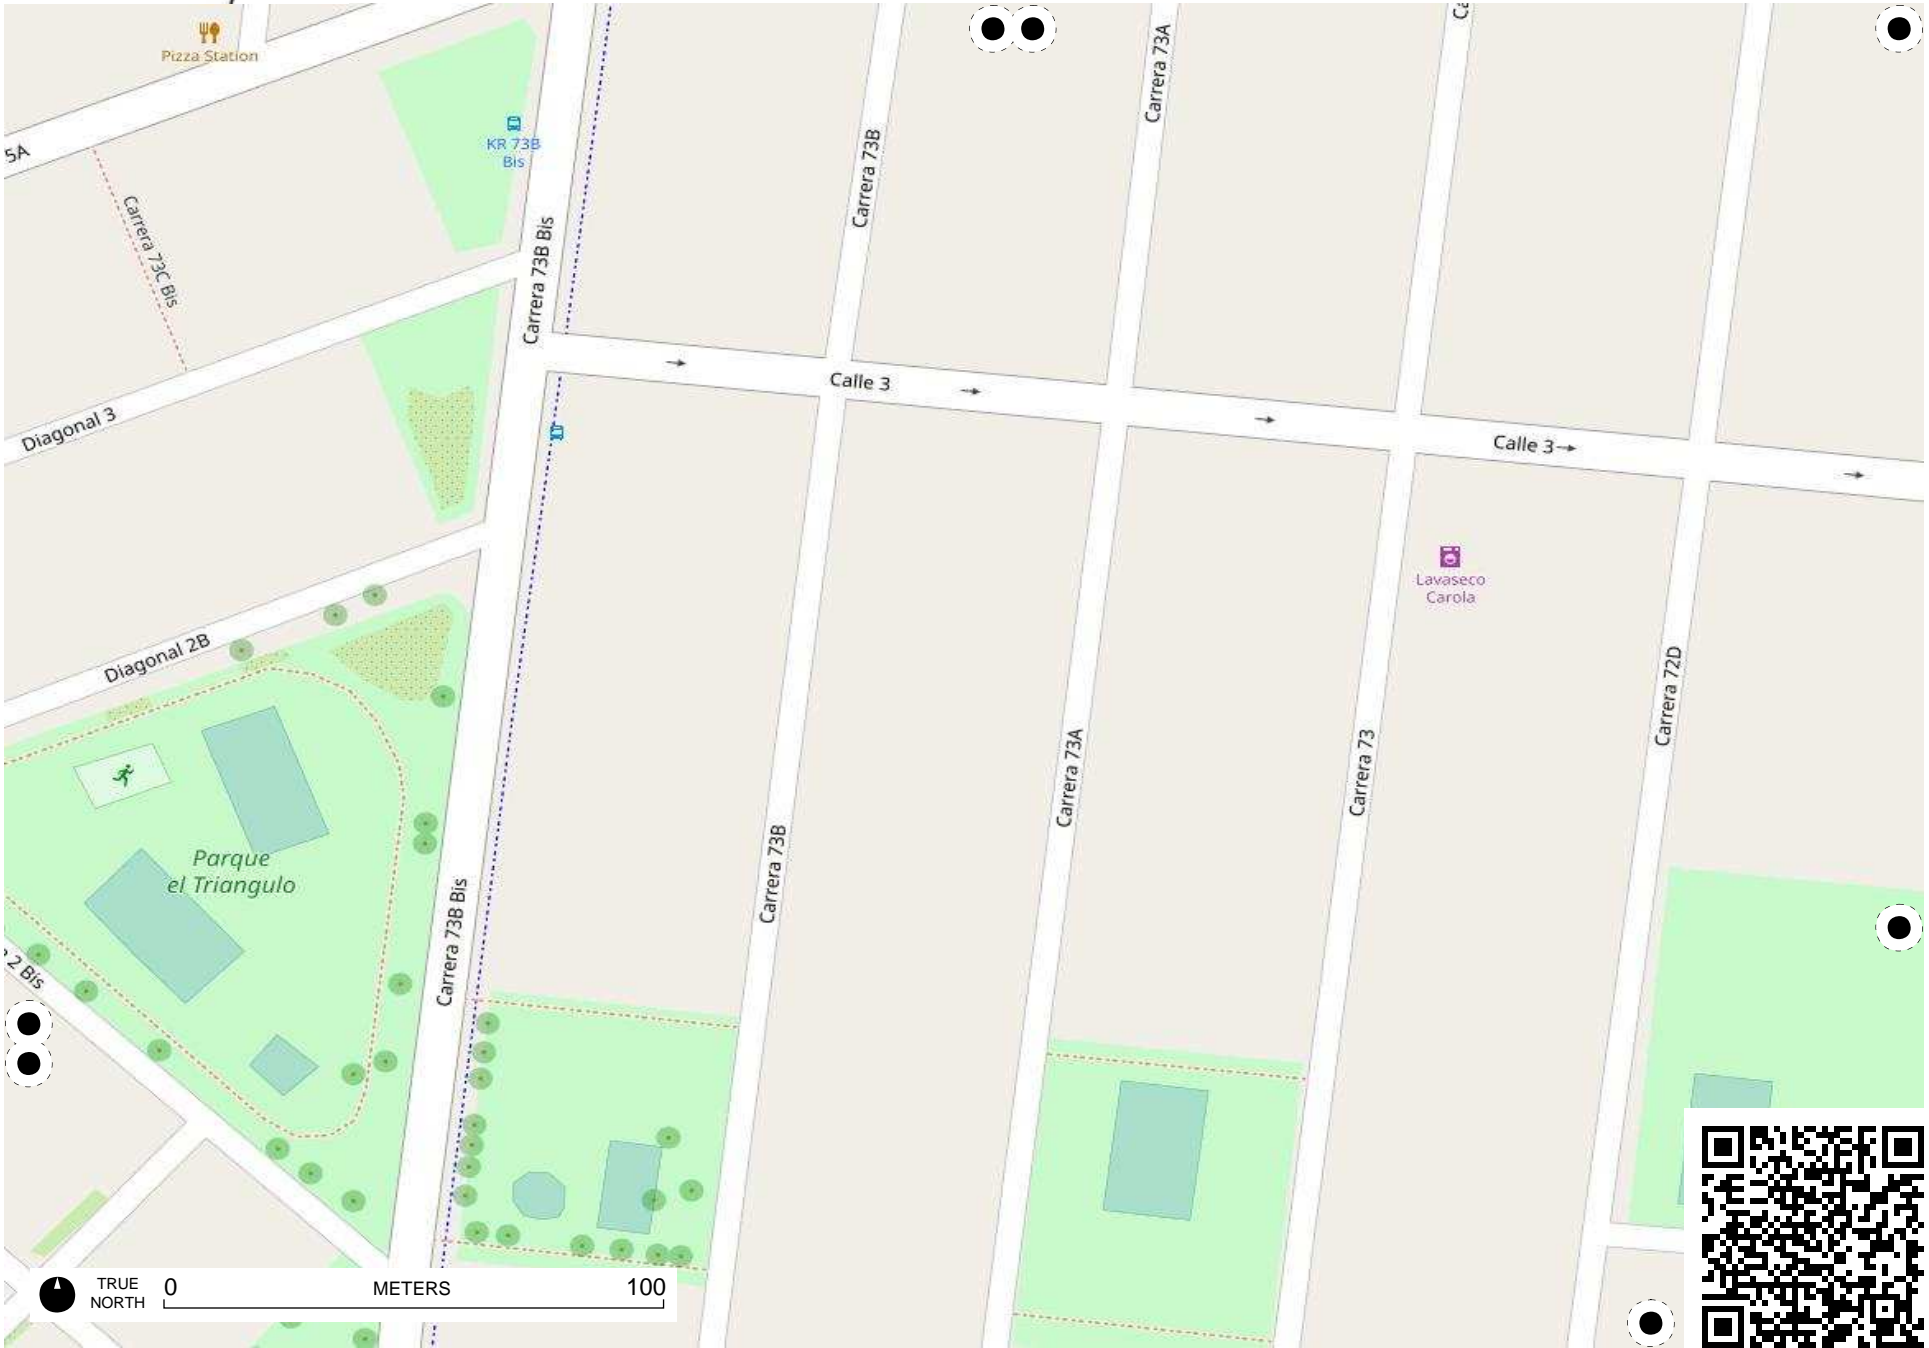 Pizza Station
Carrera 73A
5A
KR 73B
Bis
Carrera 73B
Carrera 73C Bis
Carrera 73B Bis
Calle 3
Diagonal 3
Calle 3
Lavaseco
Carola
Diagonal 2B
Carrera 72D
Carrera 73A
Carrera 73
Parque
el Triangulo
Carrera 73B
Carrera 73B Bis
2 Bis
TRUE
NORTH
0 METERS 100